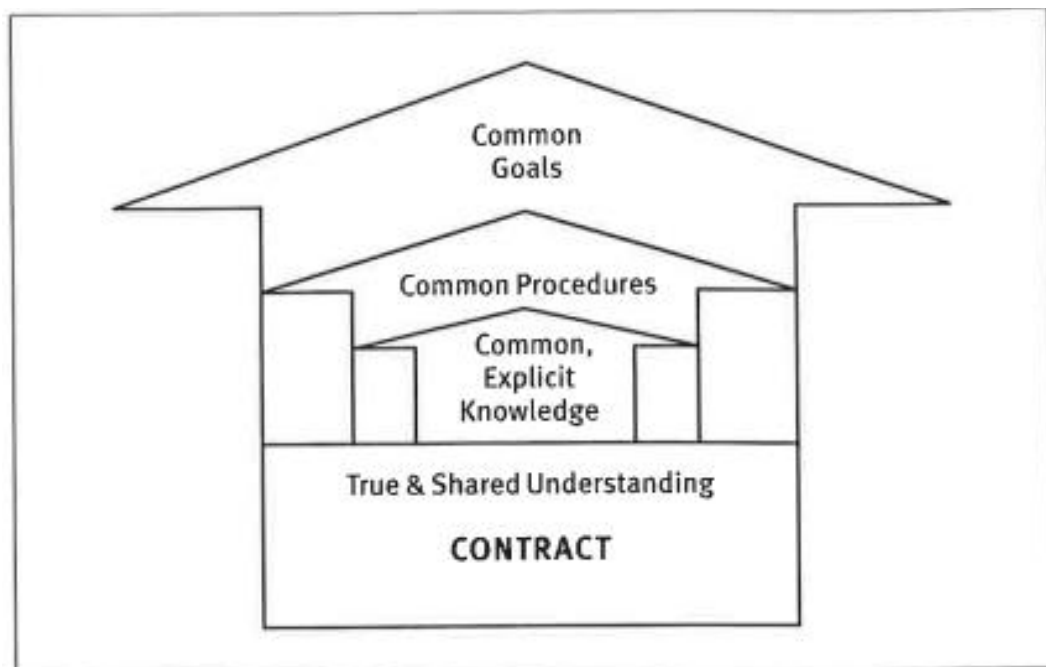 Common
Goals
Common Procedures
Common,
Explicit
Knowledge
True & Shared Understanding
CONTRACT